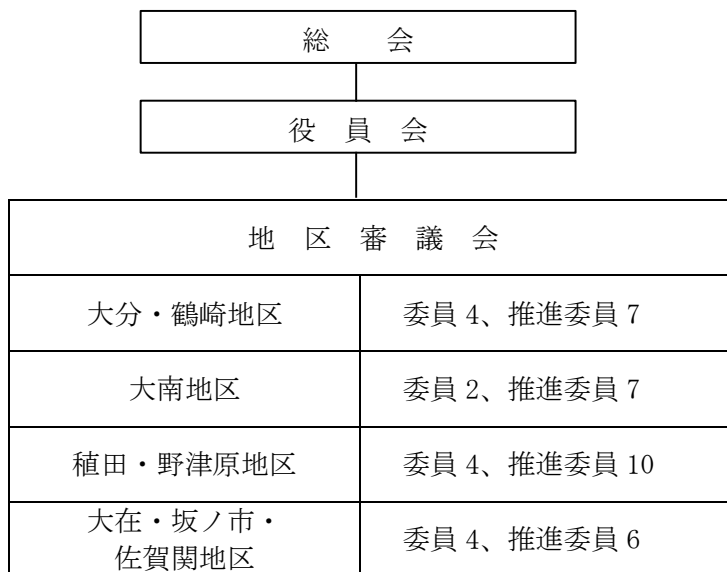 総 会
役 員 会
地 区 審 議 会
大分・鶴崎地区
委員 4、推進委員 7
大南地区
委員 2、推進委員 7
稙田・野津原地区
委員 4、推進委員 10
大在・坂ノ市・
佐賀関地区
委員 4、推進委員 6